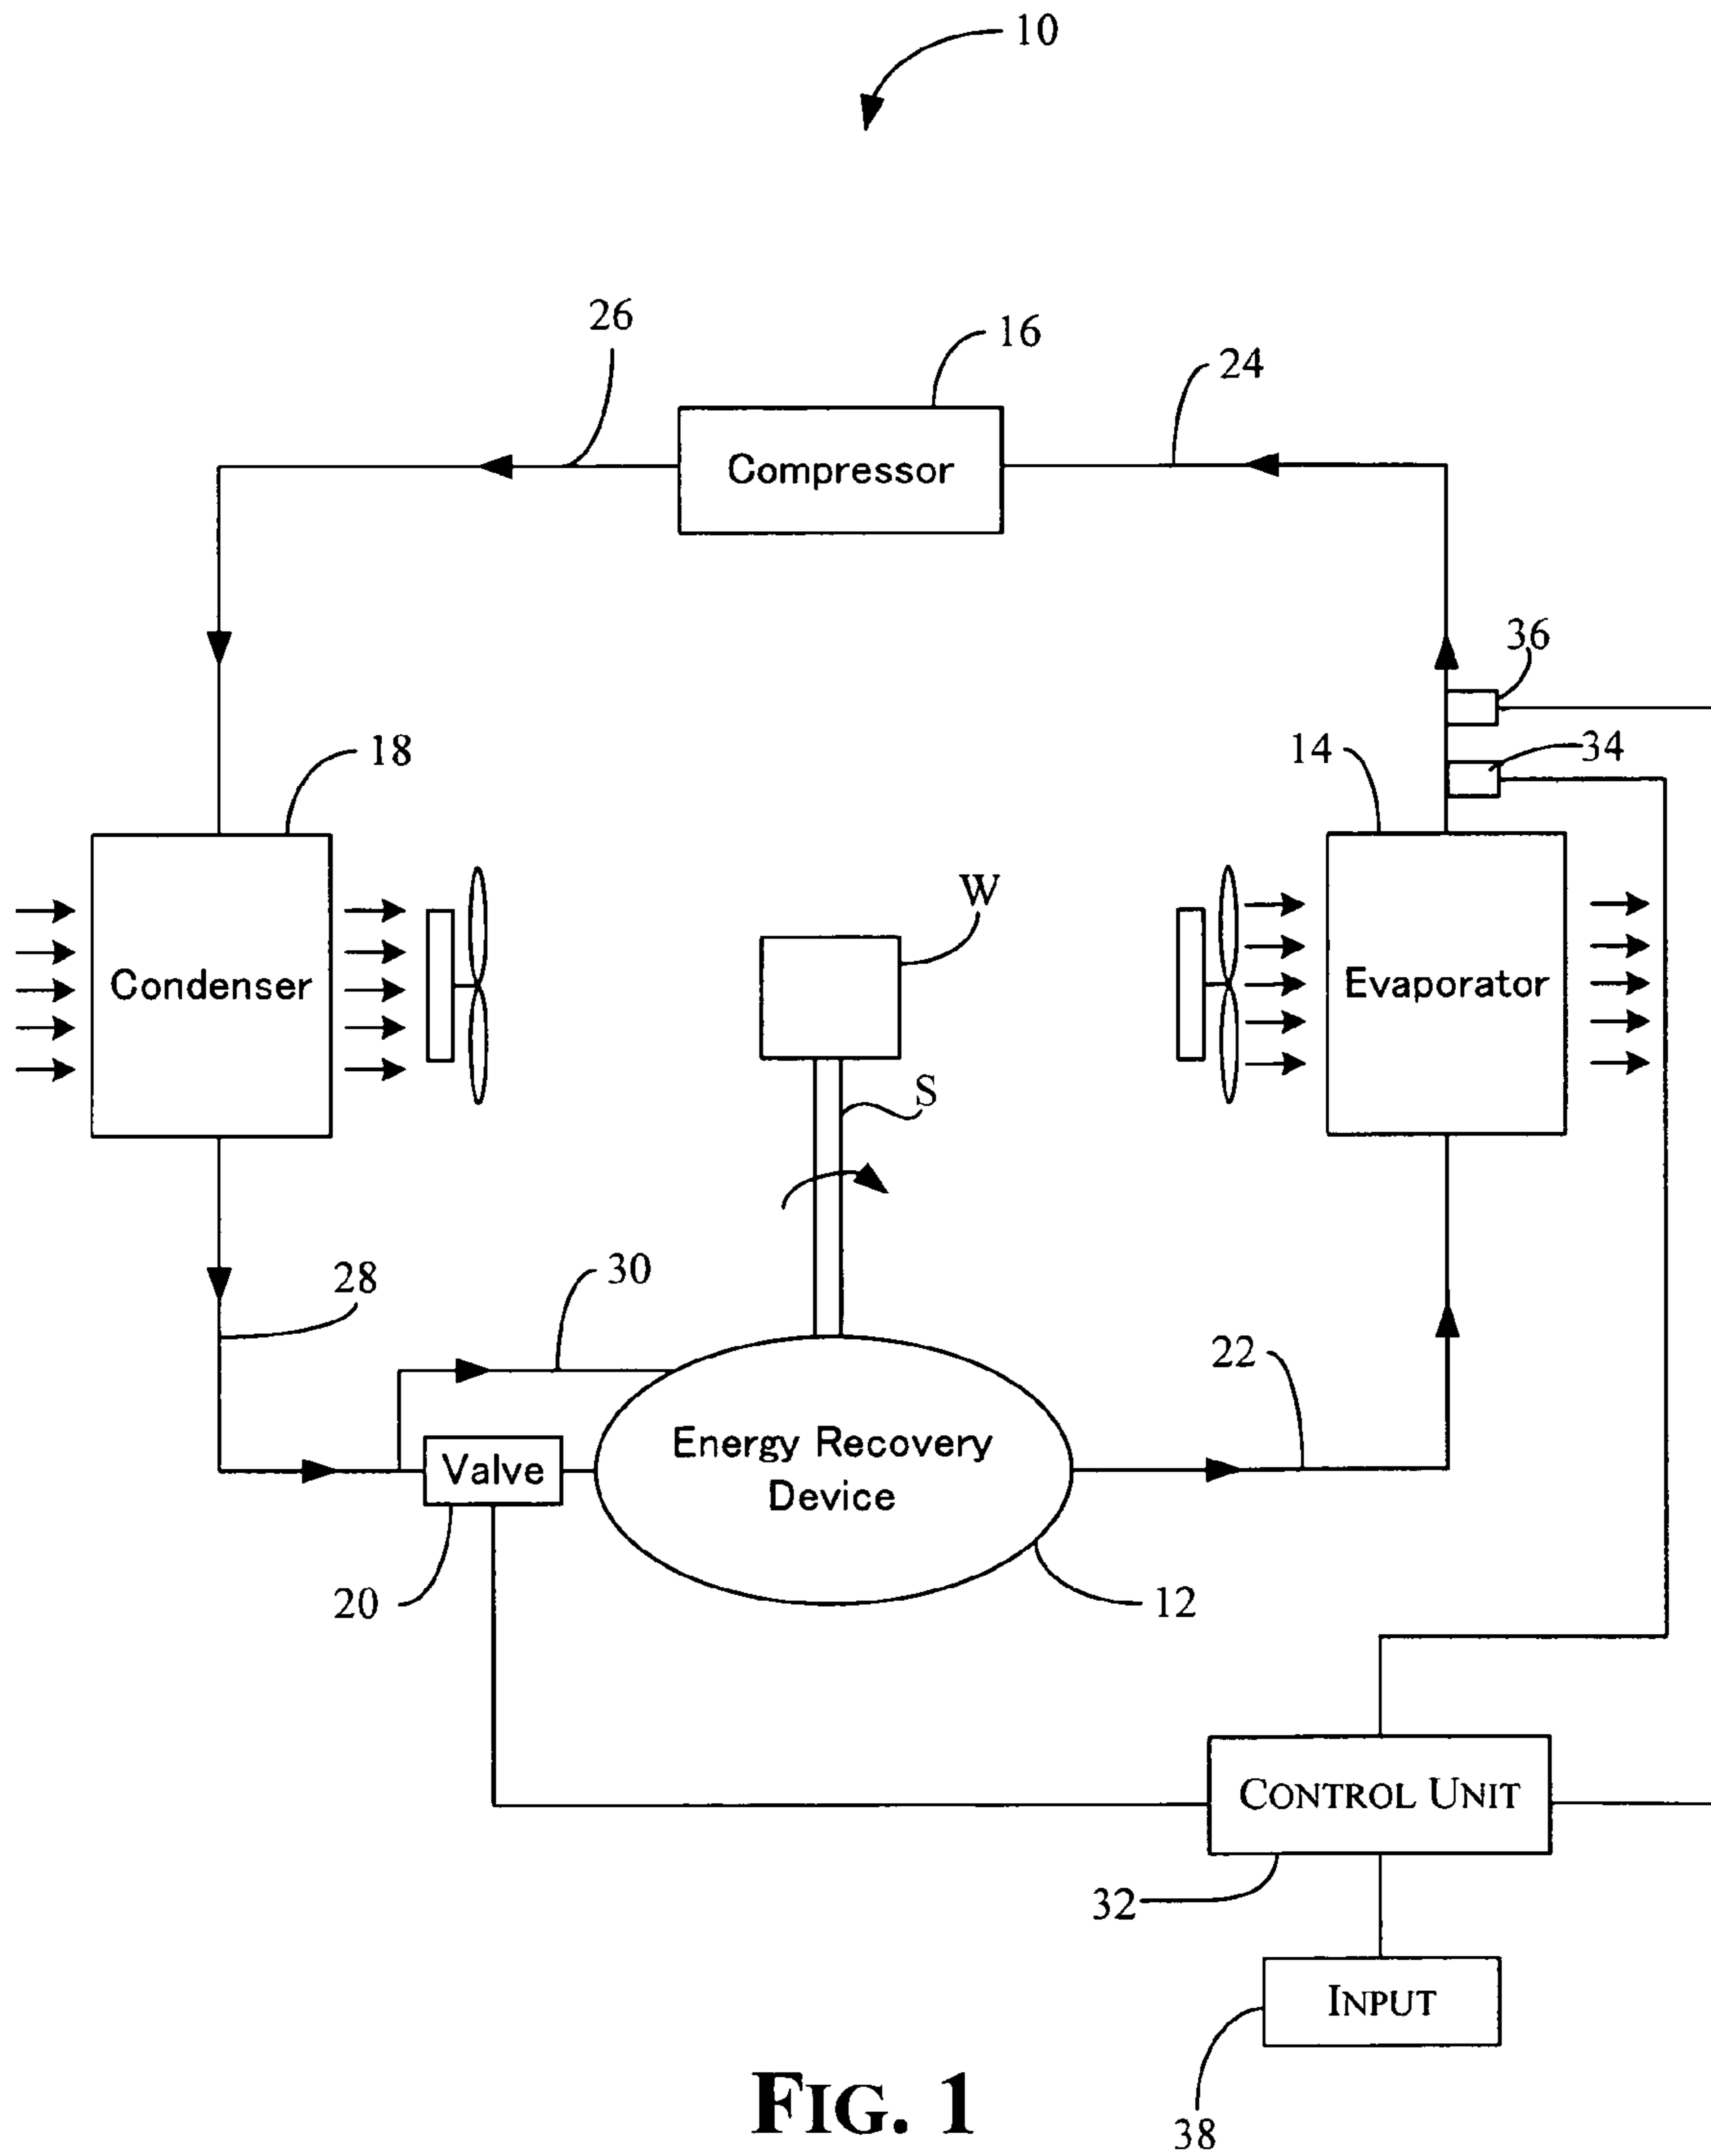 10
26
16
24
Compressor
36
18
14
34
W
Condenser
Evaporator
S
28
30
22
Valve
Energy Recovery
Device
20
12
CONTROL UNIT
32
INPUT
38
FIG. 1